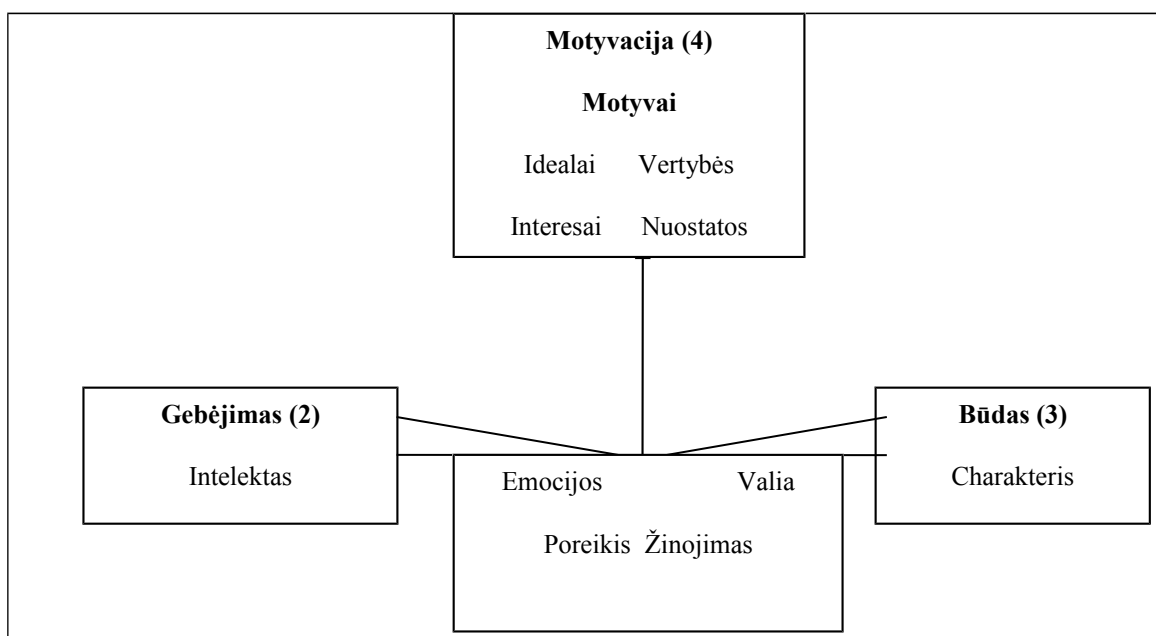 Motyvacija (4)
Motyvai
Idealai Vertybės
Interesai Nuostatos
Gebėjimas (2)
Intelektas
Būdas (3)
Charakteris
Emocijos Valia
Poreikis Žinojimas